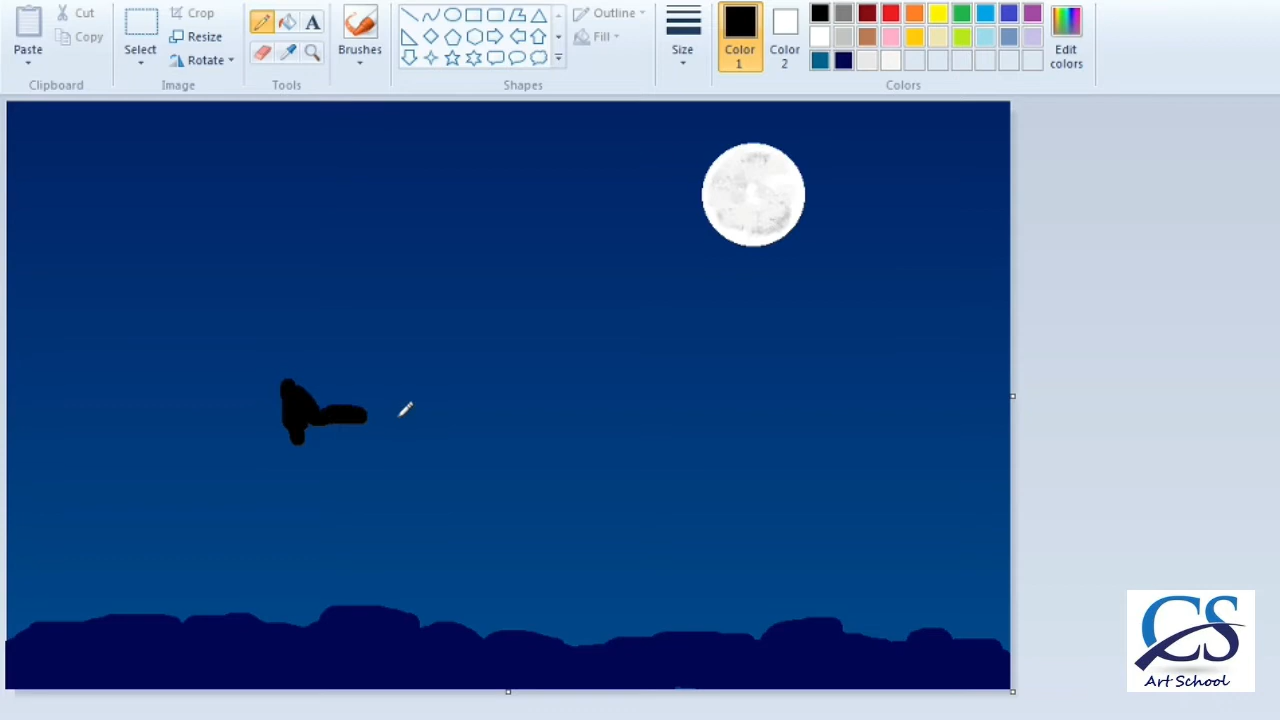 Paste
Cut
Copy
Clipboard
Select
Crop
Resize
Rotate
Image
A
Tools
Brushes
Shapes
Outline
Fill
Size
Color
1
Color
2
Edit
colors
Colors
CS
Art School